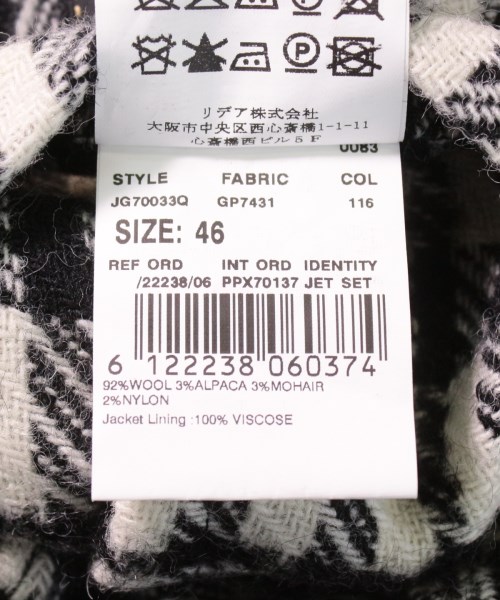 リデア株式会社
大阪市中央区西心斎橋1-1-11
心斎橋西ビル5F
0083
STYLE FABRIC COL
JG70033Q GP7431 116
SIZE: 46
REF ORD INT ORD IDENTITY
/22238/06 PPX70137 JET SET
6 122238 060374
92%WOOL 3%ALPACA 3%MOHAIR
2%NYLON
Jacket Lining :100% VISCOSE